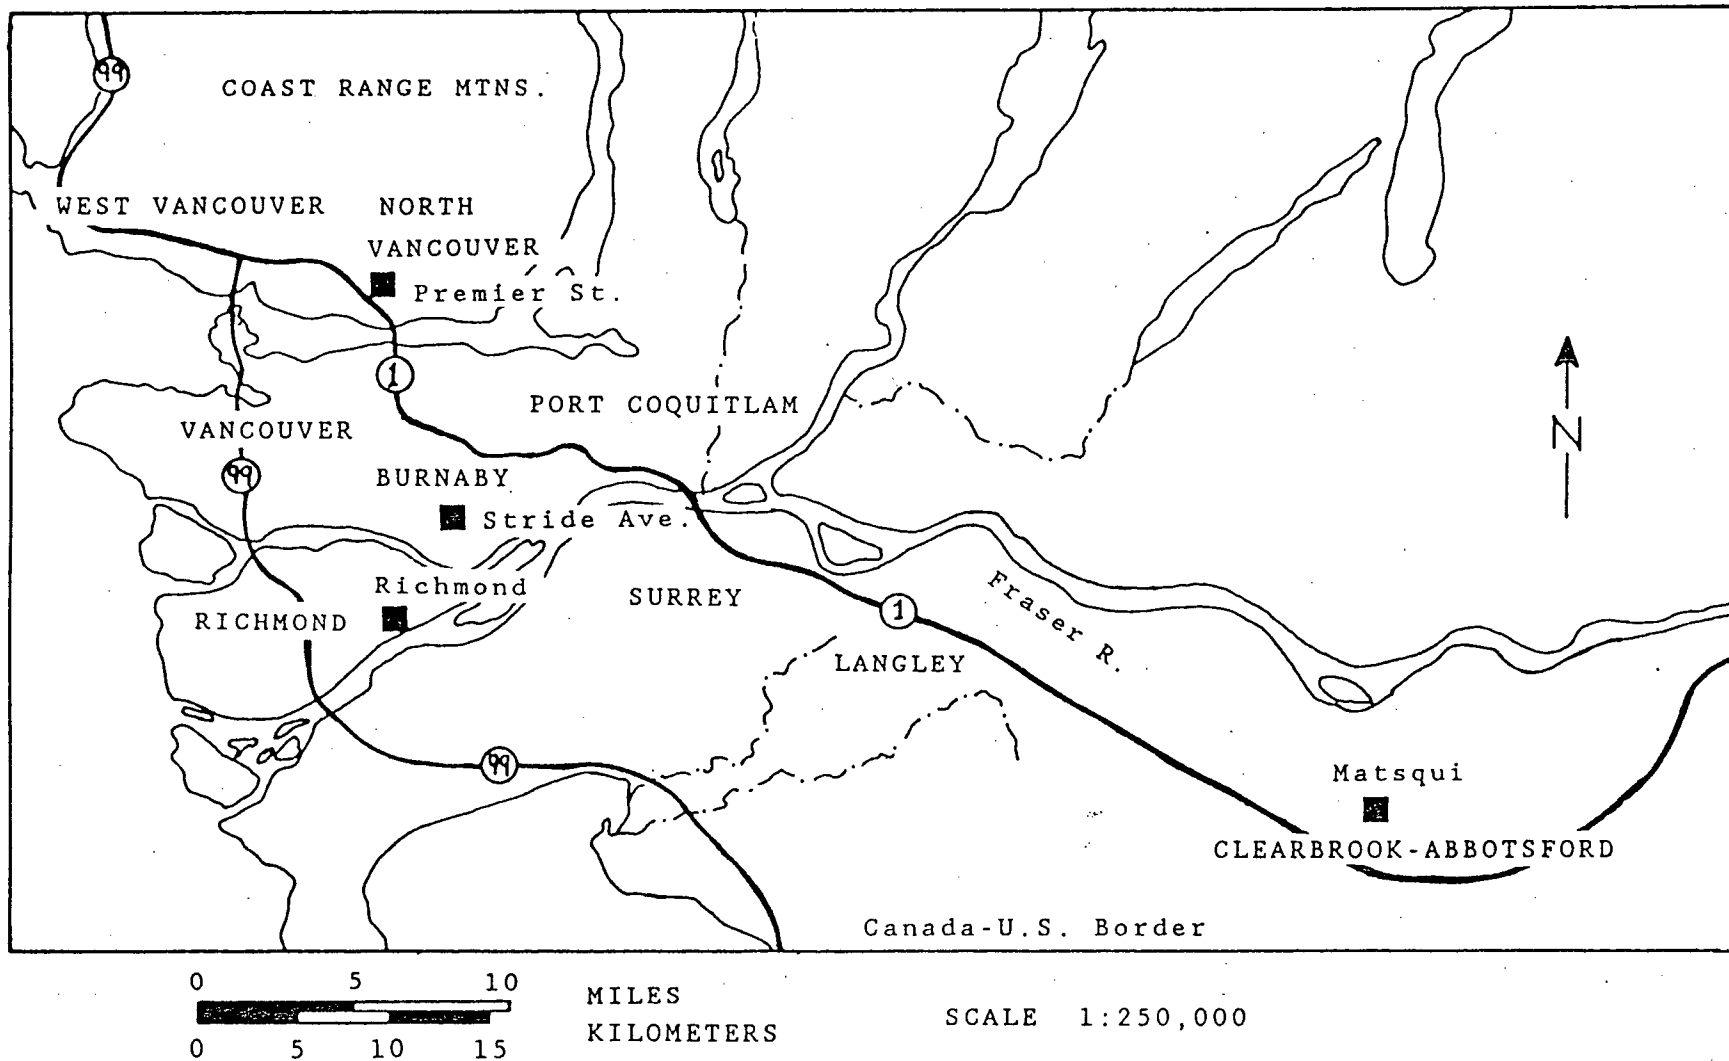 99
COAST RANGE MTNS.
WEST VANCOUVER
NORTH
VANCOUVER
Premier St.
1
PORT COQUITLAM
VANCOUVER
99
BURNABY
Stride Ave.
N
Richmond
RICHMOND
SURREY
Fraser R.
1
LANGLEY
99
Matsqui
CLEARBROOK-ABBOTSFORD
Canada-U.S. Border
0 5 10
MILES
KILOMETERS
0 5 10 15
SCALE 1:250,000